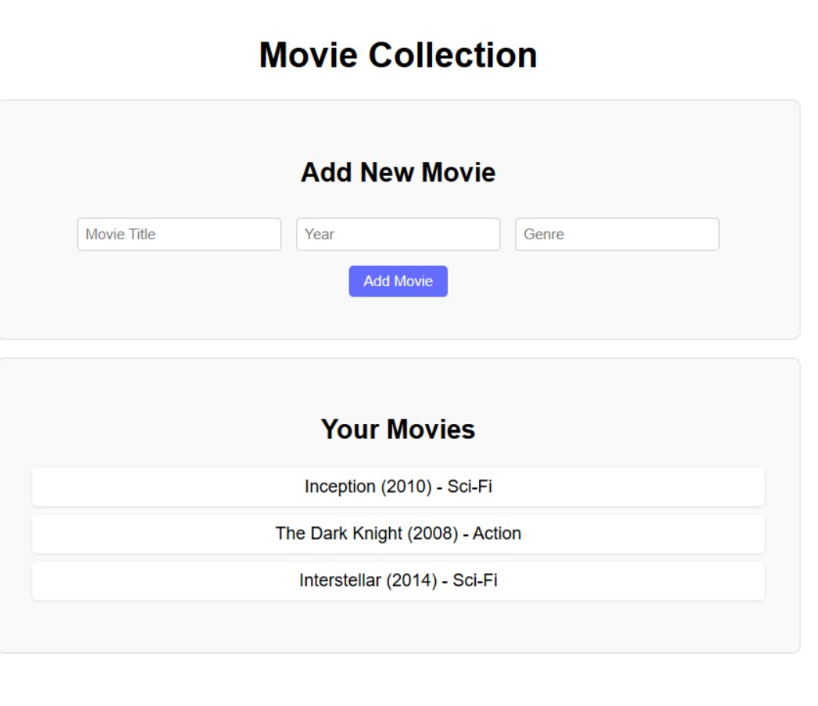 Movie Collection
Add New Movie
Movie Title Year Genre
Add Movie
Your Movies
Inception (2010) - Sci-Fi
The Dark Knight (2008) - Action
Interstellar (2014) - Sci-Fi